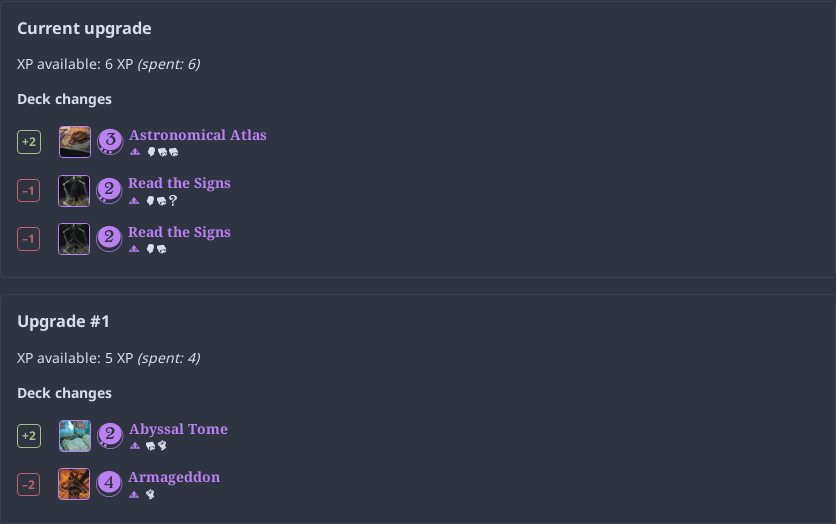 Current upgrade
XP available: 6 XP (spent: 6)
Deck changes
+2 3 Astronomical Atlas
–1 2 Read the Signs
?
–1 2 Read the Signs
Upgrade #1
XP available: 5 XP (spent: 4)
Deck changes
+2 2 Abyssal Tome
–2 4 Armageddon